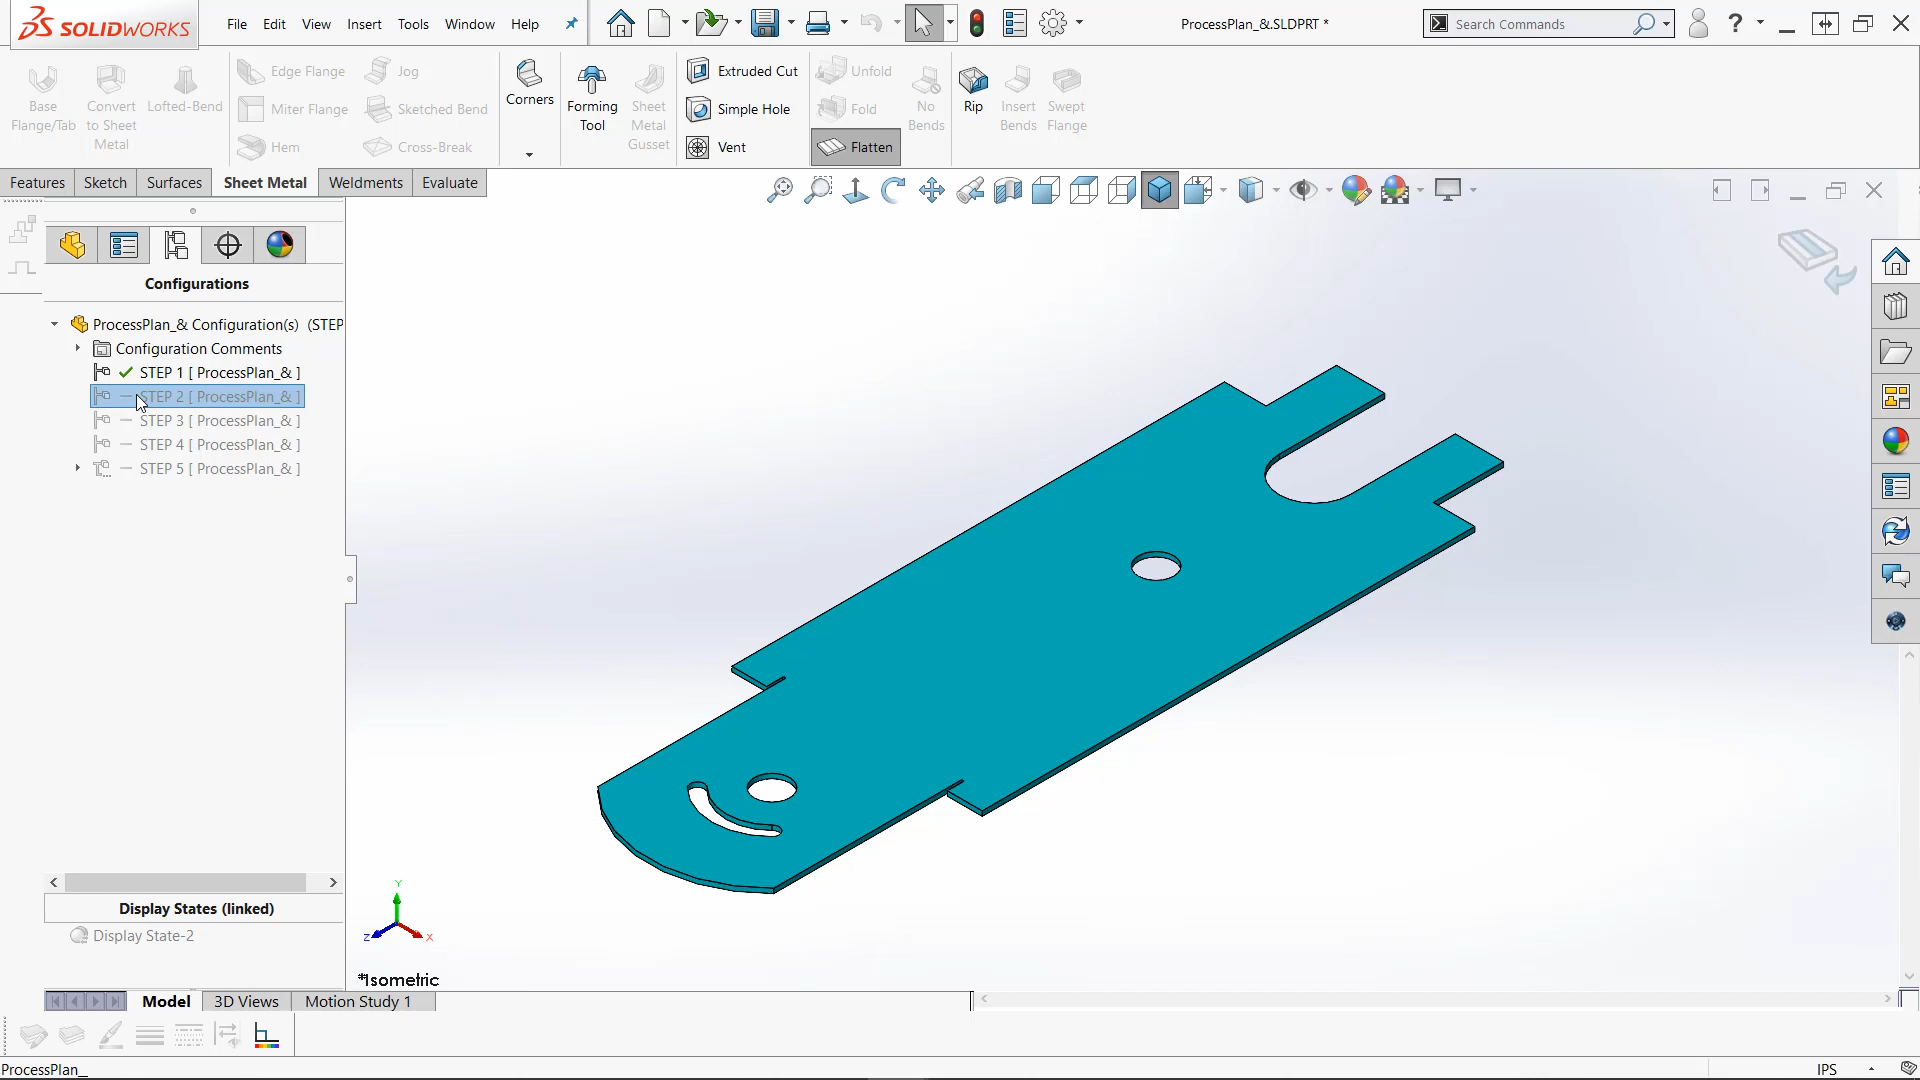 SOLIDWORKS
File Edit View Insert Tools Window Help
ProcessPlan_&.SLDPRT *
Search Commands
?
Base Flange/Tab
Convert to Sheet Metal
Lofted-Bend
Edge Flange
Miter Flange
Hem
Jog
Sketched Bend
Cross-Break
Corners
Forming Tool
Sheet Metal Gusset
Extruded Cut
Simple Hole
Vent
Unfold
Fold
Flatten
No Bends
Rip
Insert Bends
Swept Flange
Features Sketch Surfaces Sheet Metal Weldments Evaluate
Configurations
ProcessPlan_& Configuration(s) (STEP
Configuration Comments
STEP 1 [ ProcessPlan_& ]
STEP 2 [ ProcessPlan_& ]
STEP 3 [ ProcessPlan_& ]
STEP 4 [ ProcessPlan_& ]
STEP 5 [ ProcessPlan_& ]
Display States (linked)
Display State-2
Y
Z
X
*Isometric
Model 3D Views Motion Study 1
ProcessPlan_
IPS